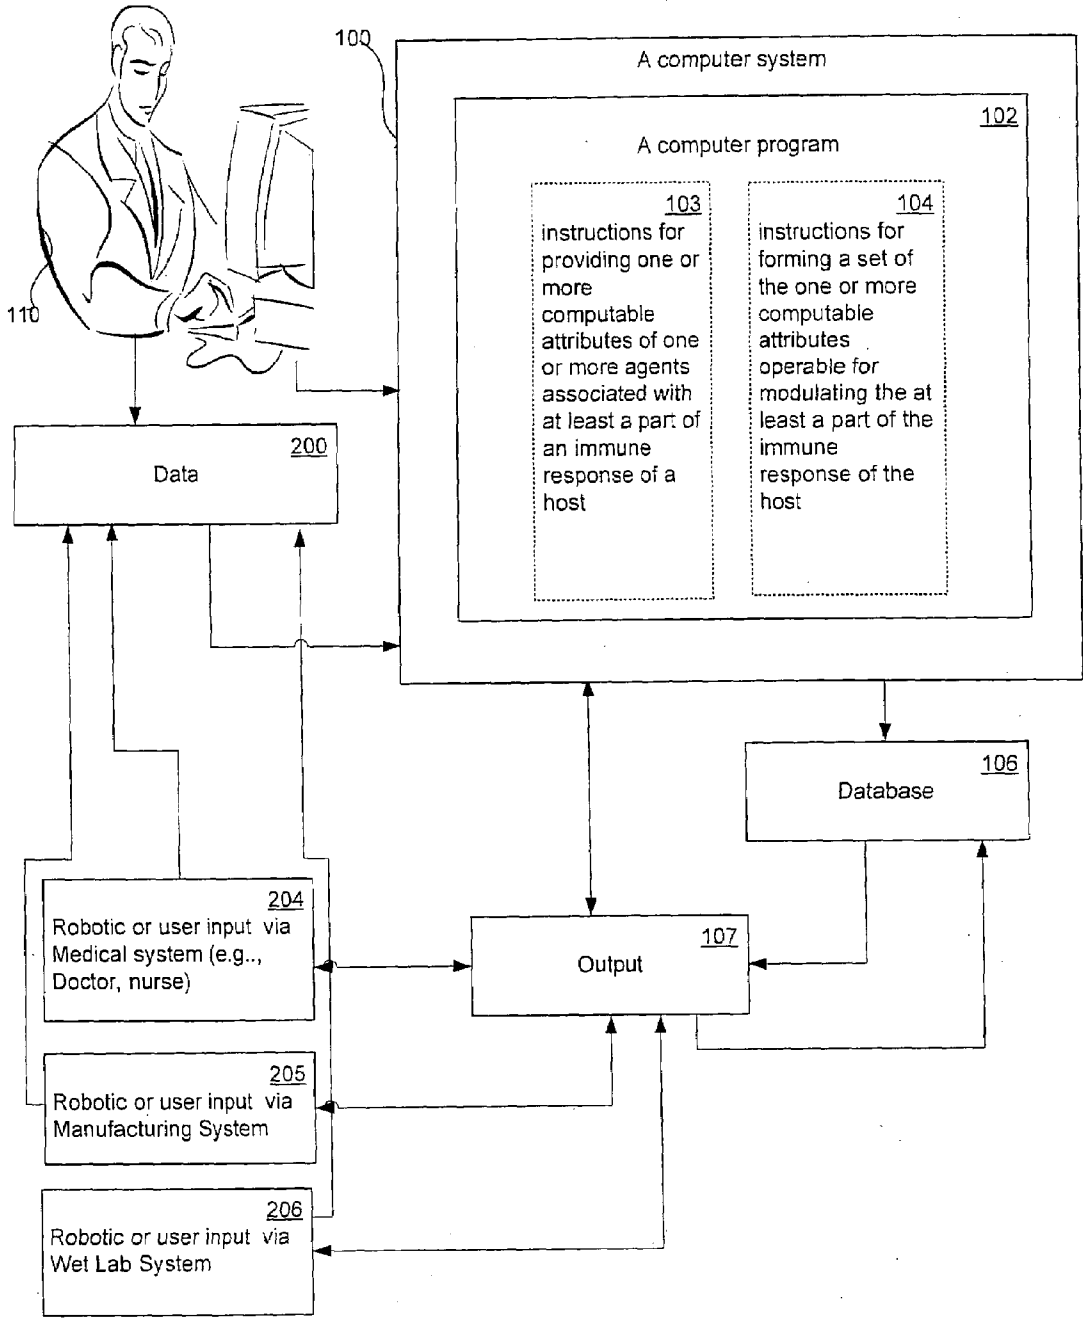 100
A computer system
102
A computer program
103
instructions for
providing one or
more
computable
attributes of one
or more agents
associated with
at least a part of
an immune
response of a
host
104
instructions for
forming a set of
the one or more
computable
attributes
operable for
modulating the at
least a part of the
immune
response of the
host
110
200
Data
106
Database
204
Robotic or user input via
Medical system (e.g..,
Doctor, nurse)
107
Output
205
Robotic or user input via
Manufacturing System
206
Robotic or user input via
Wet Lab System